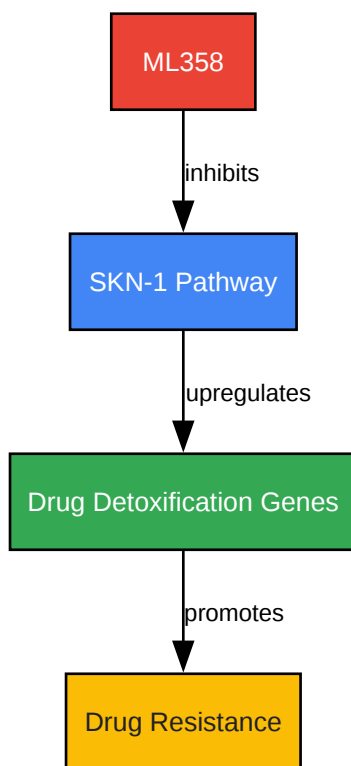 ML358
inhibits
SKN-1 Pathway
upregulates
Drug Detoxification Genes
promotes
Drug Resistance